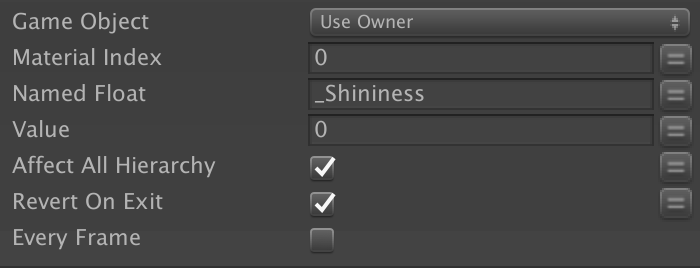 Game Object Use Owner
Material Index 0
Named Float _Shininess
Value 0
Affect All Hierarchy
Revert On Exit
Every Frame